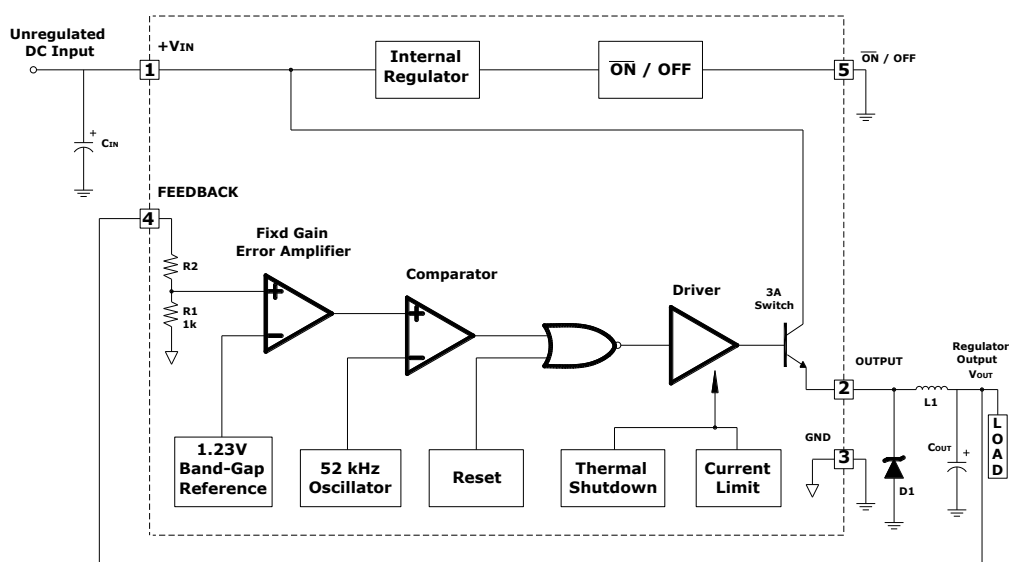 Unregulated
DC Input
+VIN
1
Internal
Regulator
ON / OFF
5
ON / OFF
+
CIN
FEEDBACK
4
R2
R1
1k
Fixd Gain
Error Amplifier
+
−
Comparator
+
−
Driver
3A
Switch
OUTPUT
2
Regulator
Output
VOUT
L1
COUT
+
LOAD
GND
3
D1
1.23V
Band-Gap
Reference
52 kHz
Oscillator
Reset
Thermal
Shutdown
Current
Limit